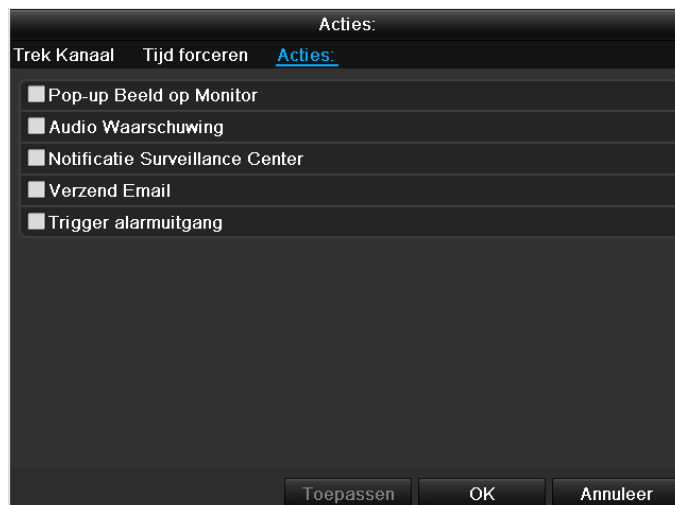 Acties:
Trek Kanaal Tijd forceren Acties:
Pop-up Beeld op Monitor
Audio Waarschuwing
Notificatie Surveillance Center
Verzend Email
Trigger alarmuitgang
Toepassen OK Annuleer